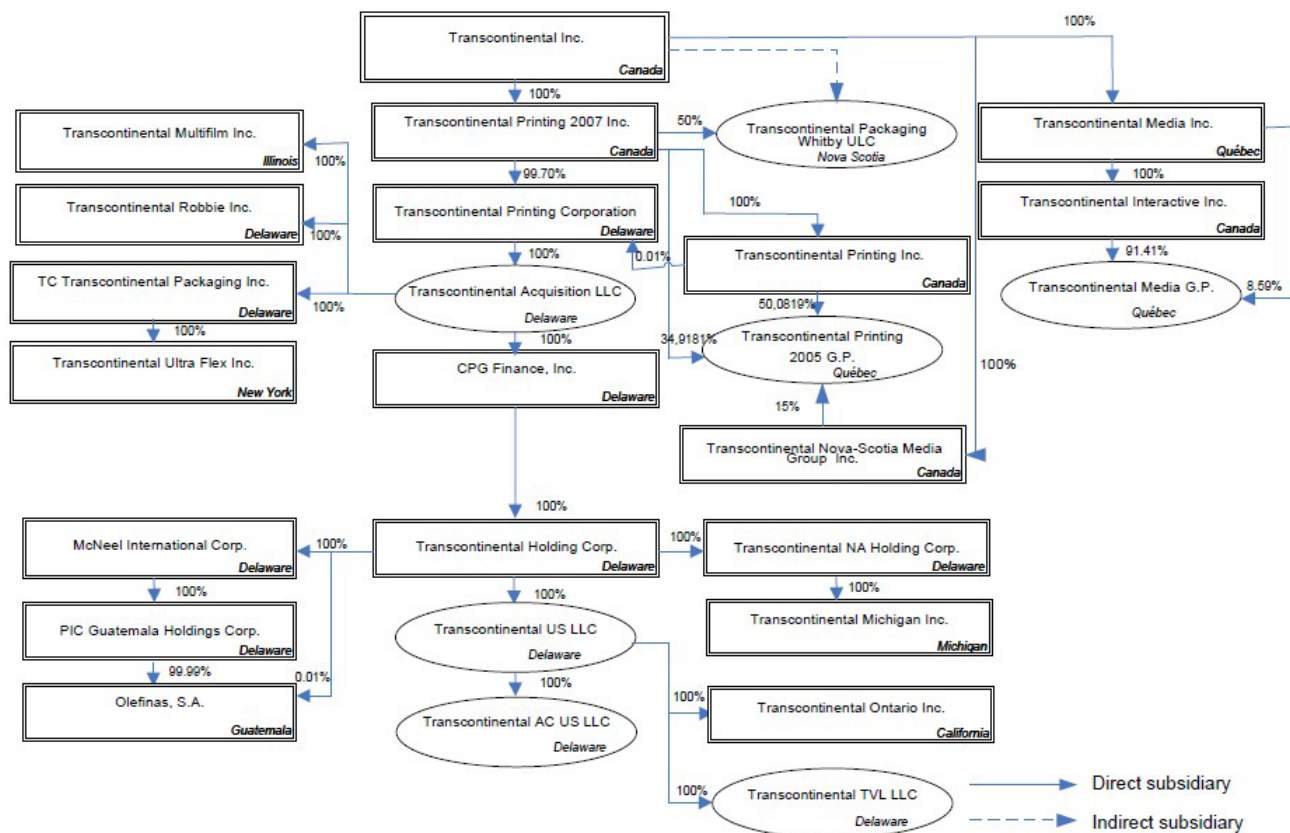 100%
Transcontinental Inc.
Canada
100%
Transcontinental Multifilm Inc.
Illinois
100%
Transcontinental Printing 2007 Inc.
Canada
50%
Transcontinental Packaging
Whitby ULC
Nova Scotia
Transcontinental Media Inc.
Québec
99.70%
100%
100%
Transcontinental Robbie Inc.
Delaware
100%
Transcontinental Printing Corporation
Delaware
Transcontinental Interactive Inc.
Canada
100%
0.01%
Transcontinental Printing Inc.
Canada
91.41%
TC Transcontinental Packaging Inc.
Delaware
100%
Transcontinental Acquisition LLC
Delaware
Transcontinental Media G.P.
Québec
8.59%
50,0819%
100%
100%
34,9181%
Transcontinental Printing
2005 G.P.
Québec
Transcontinental Ultra Flex Inc.
New York
CPG Finance, Inc.
Delaware
100%
15%
Transcontinental Nova-Scotia Media
Group Inc.
Canada
100%
McNeel International Corp.
Delaware
100%
Transcontinental Holding Corp.
Delaware
100%
Transcontinental NA Holding Corp.
Delaware
100%
100%
100%
PIC Guatemala Holdings Corp.
Delaware
Transcontinental US LLC
Delaware
Transcontinental Michigan Inc.
Michigan
99.99%
0.01%
100%
Olefinas, S.A.
Guatemala
Transcontinental AC US LLC
Delaware
100%
Transcontinental Ontario Inc.
California
100%
Transcontinental TVL LLC
Delaware
Direct subsidiary
Indirect subsidiary